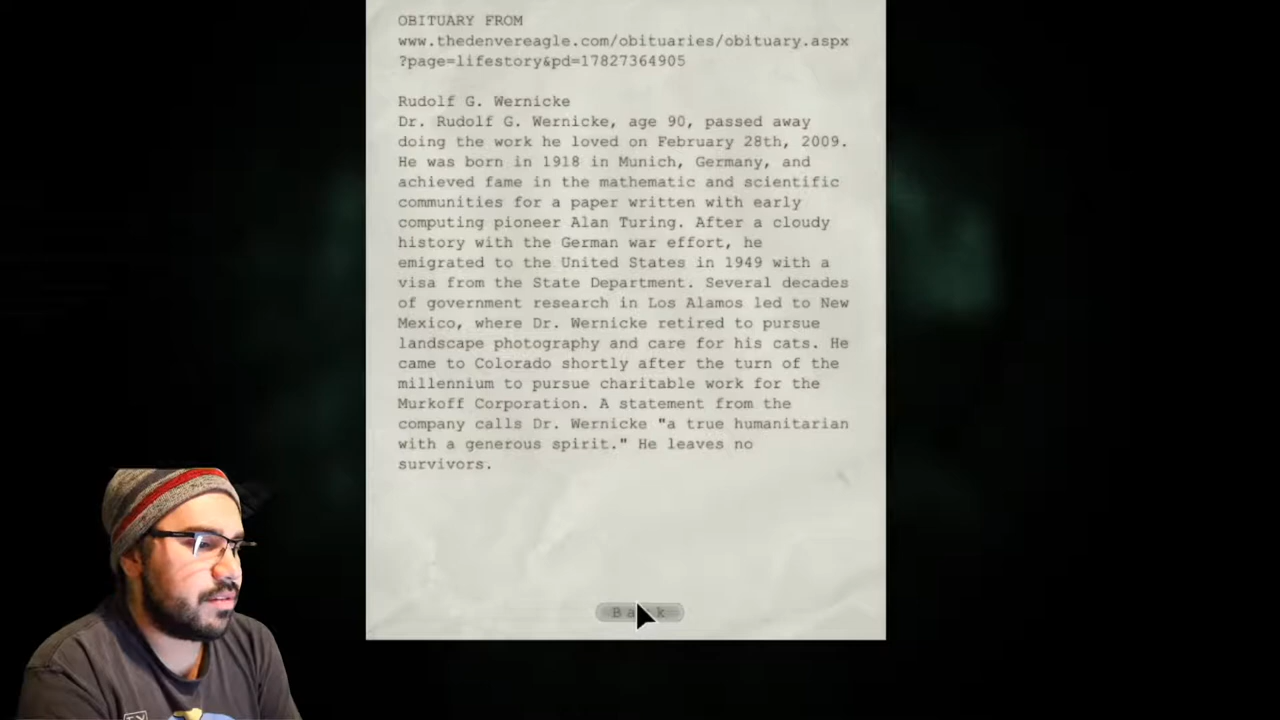 OBITUARY FROM
www.thedenvereagle.com/obituaries/obituary.aspx
?page=lifestory&pd=17827364905
Rudolf G. Wernicke
Dr. Rudolf G. Wernicke, age 90, passed away
doing the work he loved on February 28th, 2009.
He was born in 1918 in Munich, Germany, and
achieved fame in the mathematic and scientific
communities for a paper written with early
computing pioneer Alan Turing. After a cloudy
history with the German war effort, he
emigrated to the United States in 1949 with a
visa from the State Department. Several decades
of government research in Los Alamos led to New
Mexico, where Dr. Wernicke retired to pursue
landscape photography and care for his cats. He
came to Colorado shortly after the turn of the
millennium to pursue charitable work for the
Murkoff Corporation. A statement from the
company calls Dr. Wernicke "a true humanitarian
with a generous spirit." He leaves no
survivors.
Back